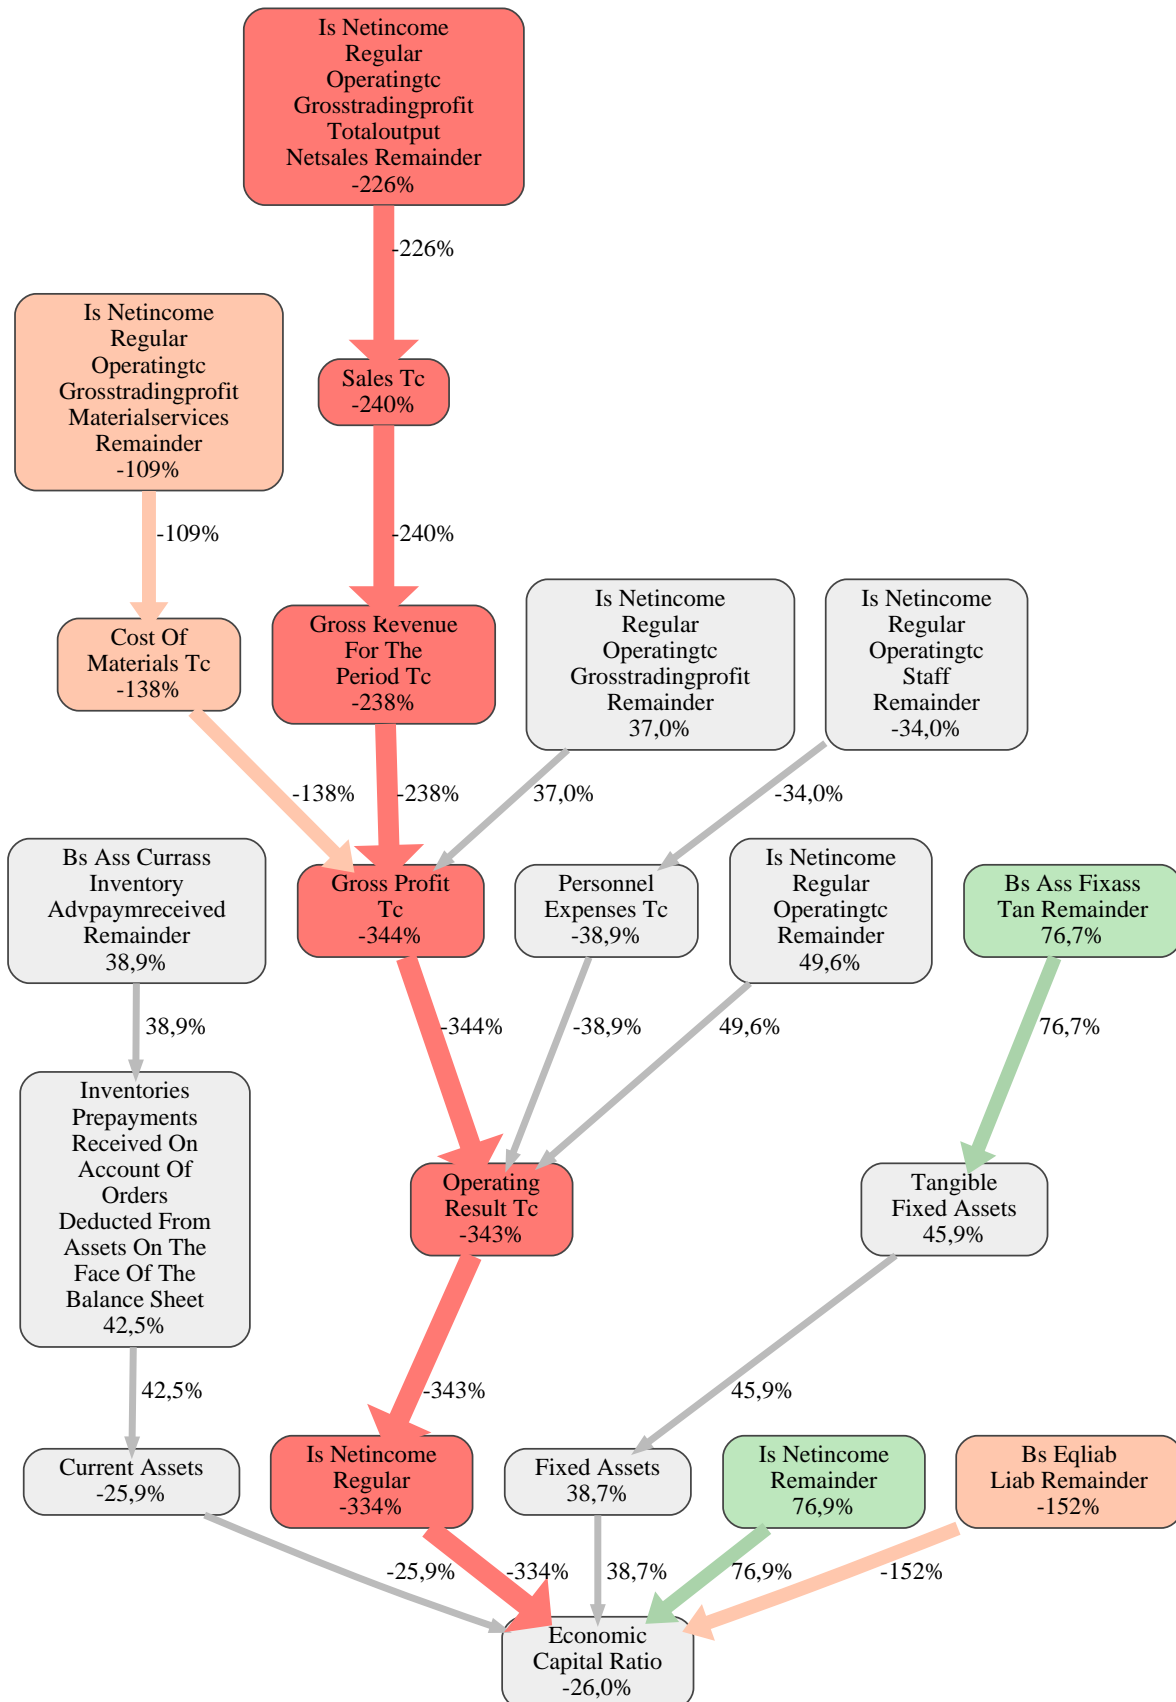 Is Netincome
Regular
Operatingtc
Grosstradingprofit
Totaloutput
Netsales Remainder
-226%
-226%
Is Netincome
Regular
Operatingtc
Grosstradingprofit
Materialservices
Remainder
-109%
Sales Tc
-240%
-109%
-240%
Is Netincome
Regular
Operatingtc
Grosstradingprofit
Remainder
37,0%
Is Netincome
Regular
Operatingtc
Staff
Remainder
-34,0%
Cost Of
Materials Tc
-138%
Gross Revenue
For The
Period Tc
-238%
-138%
-238%
37,0%
-34,0%
Bs Ass Currass
Inventory
Advpaymreceived
Remainder
38,9%
Gross Profit
Tc
-344%
Personnel
Expenses Tc
-38,9%
Is Netincome
Regular
Operatingtc
Remainder
49,6%
Bs Ass Fixass
Tan Remainder
76,7%
38,9%
-344%
-38,9%
49,6%
76,7%
Inventories
Prepayments
Received On
Account Of
Orders
Deducted From
Assets On The
Face Of The
Balance Sheet
42,5%
Operating
Result Tc
-343%
Tangible
Fixed Assets
45,9%
42,5%
-343%
45,9%
Current Assets
-25,9%
Is Netincome
Regular
-334%
Fixed Assets
38,7%
Is Netincome
Remainder
76,9%
Bs Eqliab
Liab Remainder
-152%
-25,9%
-334%
38,7%
76,9%
-152%
Economic
Capital Ratio
-26,0%